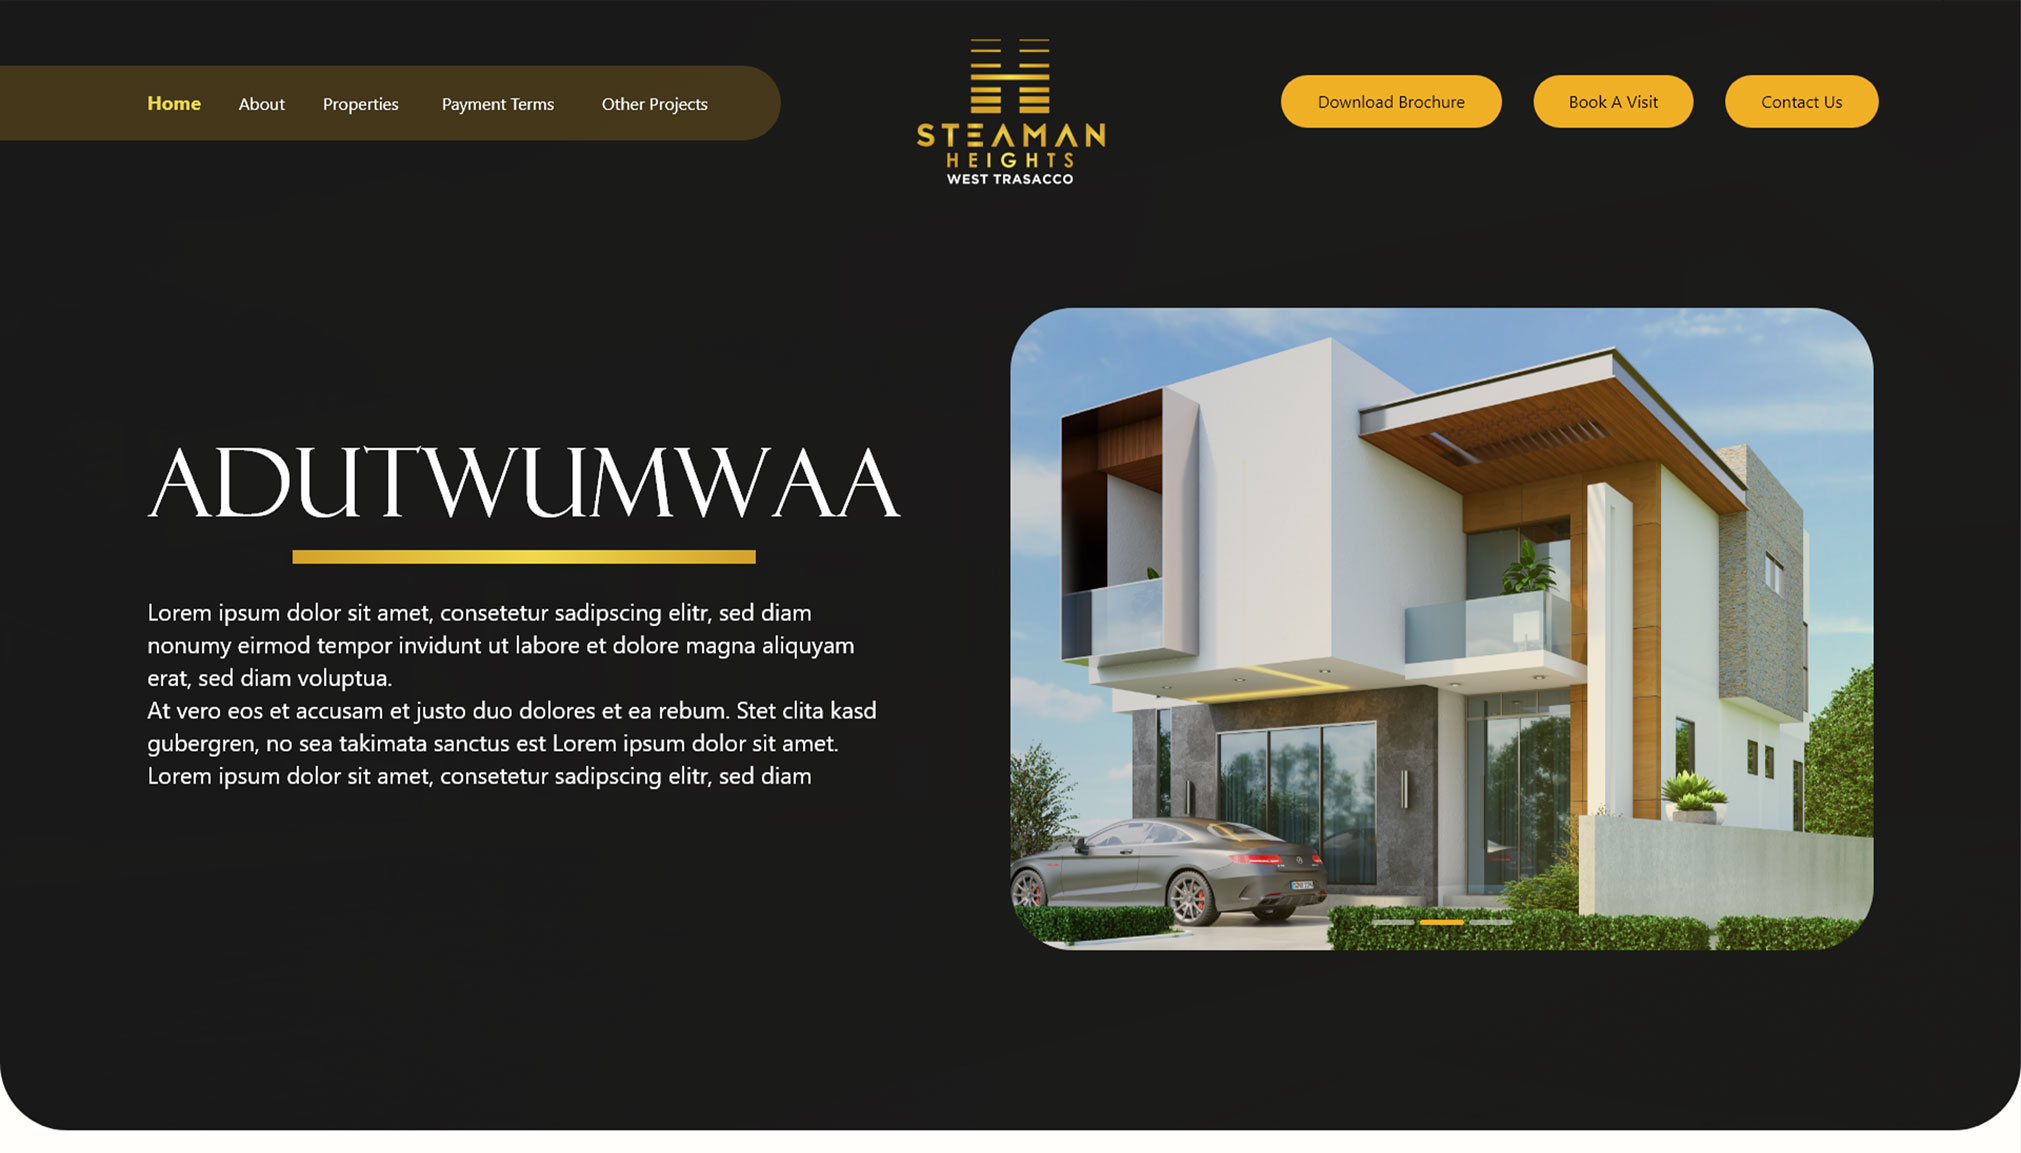 Home About Properties Payment Terms Other Projects
STEAMAN
HEIGHTS
WEST TRASACCO
Download Brochure Book A Visit Contact Us
ADUTWUMWAA
Lorem ipsum dolor sit amet, consetetur sadipscing elitr, sed diam
nonumy eirmod tempor invidunt ut labore et dolore magna aliquyam
erat, sed diam voluptua.
At vero eos et accusam et justo duo dolores et ea rebum. Stet clita kasd
gubergren, no sea takimata sanctus est Lorem ipsum dolor sit amet.
Lorem ipsum dolor sit amet, consetetur sadipscing elitr, sed diam